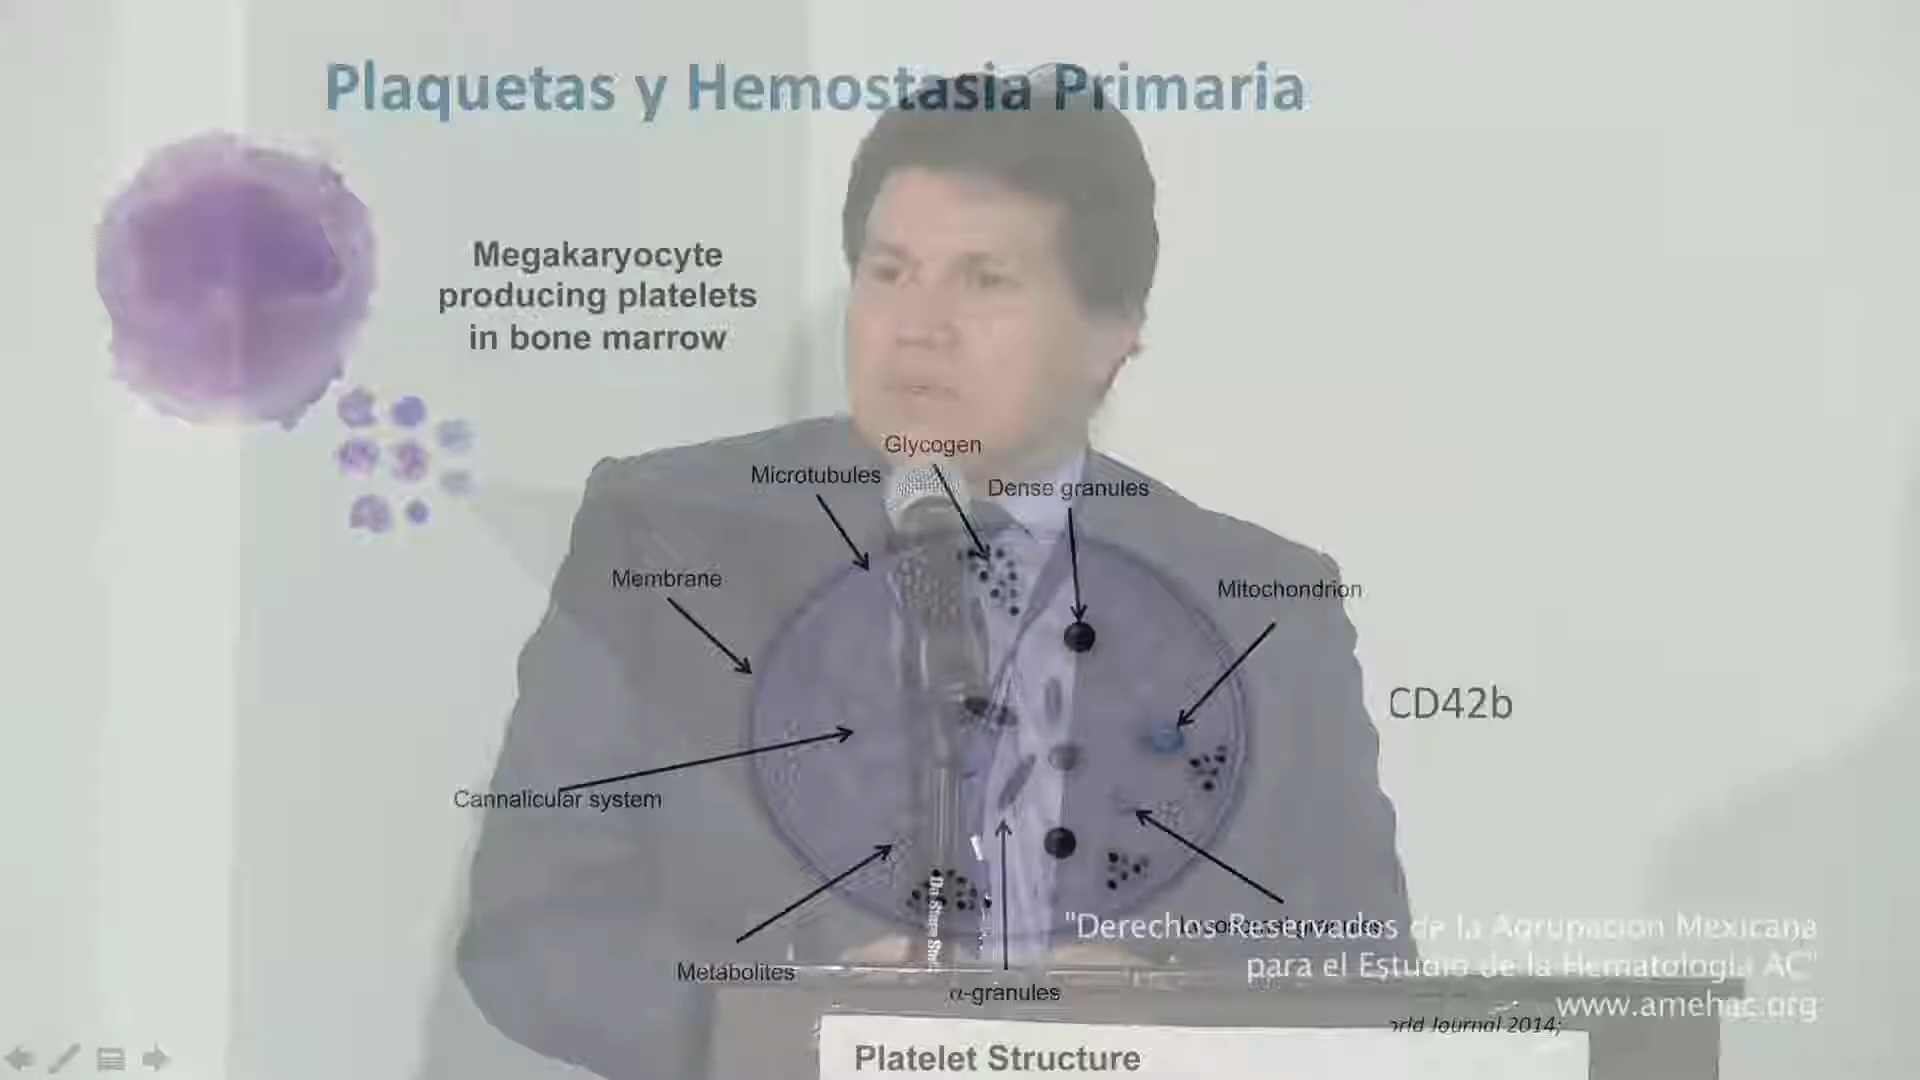 Plaquetas y Hemostasia Primaria
Megakaryocyte
producing platelets
in bone marrow
Glycogen
Microtubules
Dense granules
Membrane
Mitochondrion
CD42b
Cannalicular system
Metabolites
α-granules
"Derechos Reservados de la Agrupacion Mexicana
para el Estudio de la Hematologia AC"
www.amehac.org
Journal 2014;
Platelet Structure